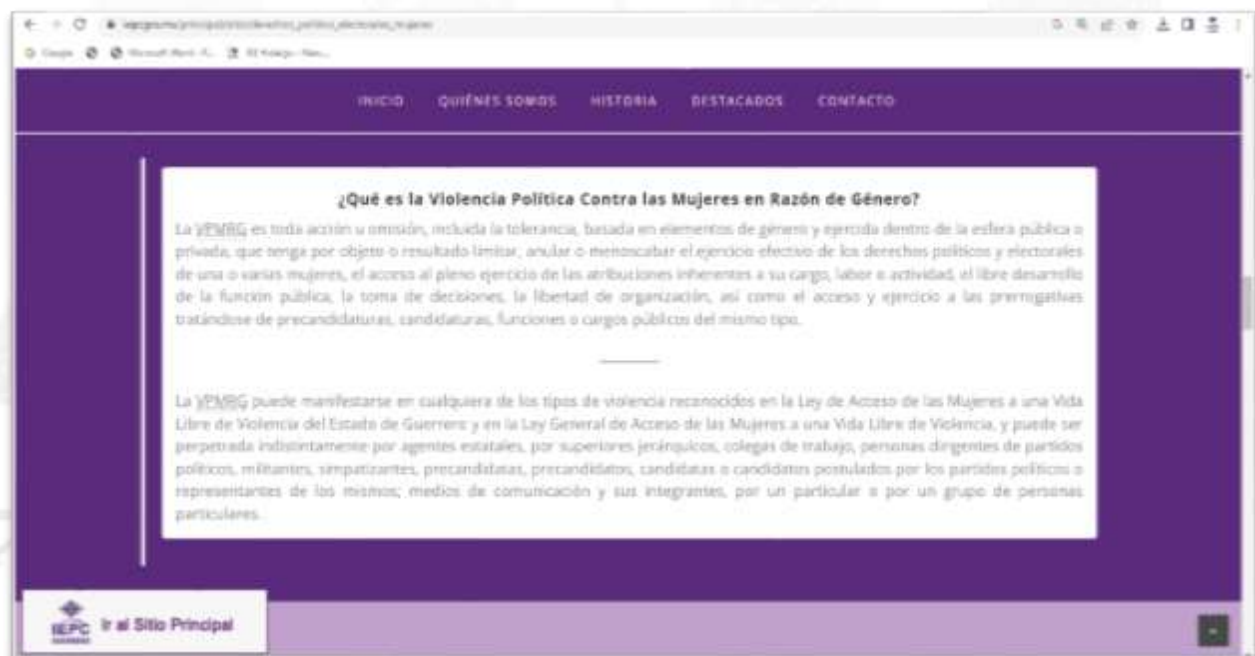 Google
INICIO QUIÉNES SOMOS HISTORIA DESTACADOS CONTACTO
¿Qué es la Violencia Política Contra las Mujeres en Razón de Género?
La VPMRG es toda acción u omisión, incluida la tolerancia, basada en elementos de género y ejercida dentro de la esfera pública o
privada, que tenga por objeto o resultado limitar, anular o menoscabar el ejercicio efectivo de los derechos políticos y electorales
de una o varias mujeres, el acceso al pleno ejercicio de las atribuciones inherentes a su cargo, labor o actividad, el libre desarrollo
de la función pública, la toma de decisiones, la libertad de organización, así como el acceso y ejercicio a las prerrogativas
tratándose de precandidaturas, candidaturas, funciones o cargos públicos del mismo tipo.
La VPMRG puede manifestarse en cualquiera de los tipos de violencia reconocidos en la Ley de Acceso de las Mujeres a una Vida
Libre de Violencia del Estado de Guerrero y en la Ley General de Acceso de las Mujeres a una Vida Libre de Violencia, y puede ser
perpetrada indistintamente por agentes estatales, por superiores jerárquicos, colegas de trabajo, personas dirigentes de partidos
políticos, militantes, simpatizantes, precandidatas, precandidatos, candidatas o candidatos postulados por los partidos políticos o
representantes de los mismos; medios de comunicación y sus integrantes, por un particular o por un grupo de personas
particulares.
IEPC Ir al Sitio Principal